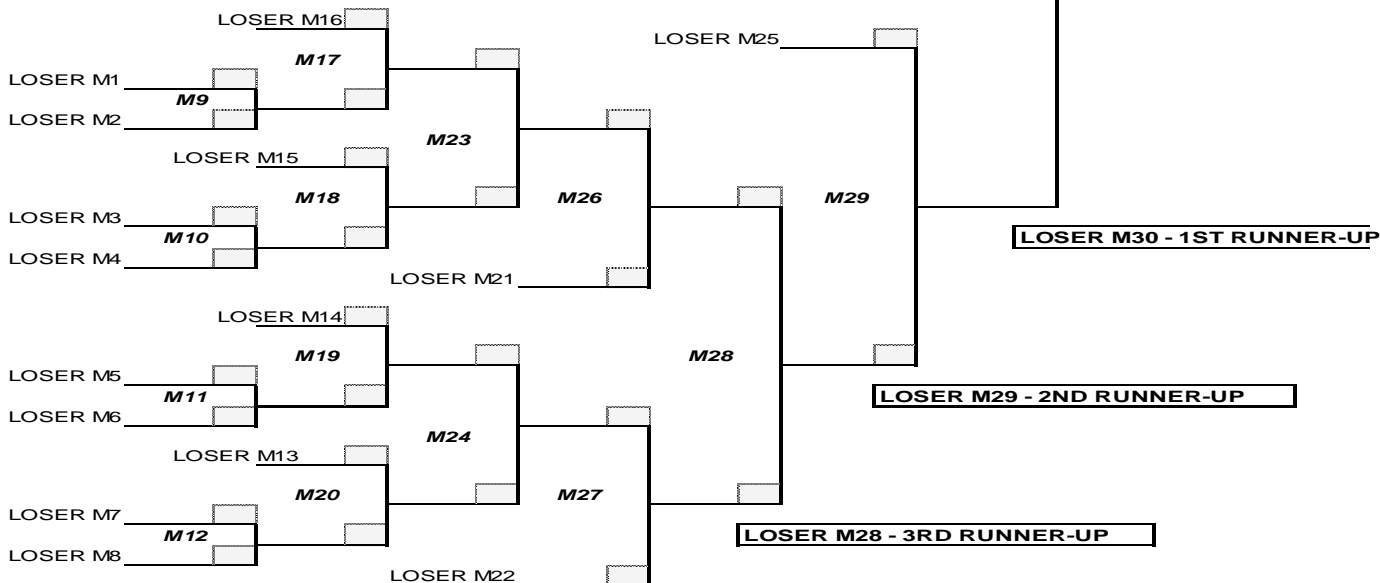 LOSER M16
LOSER M25
M17
LOSER M1
M9
LOSER M2
M23
LOSER M15
M18
M26
M29
LOSER M3
M10
LOSER M4
LOSER M30 - 1ST RUNNER-UP
LOSER M21
LOSER M14
M19
M28
LOSER M5
M11
LOSER M6
LOSER M29 - 2ND RUNNER-UP
M24
LOSER M13
M20
M27
LOSER M7
M12
LOSER M8
LOSER M28 - 3RD RUNNER-UP
LOSER M22